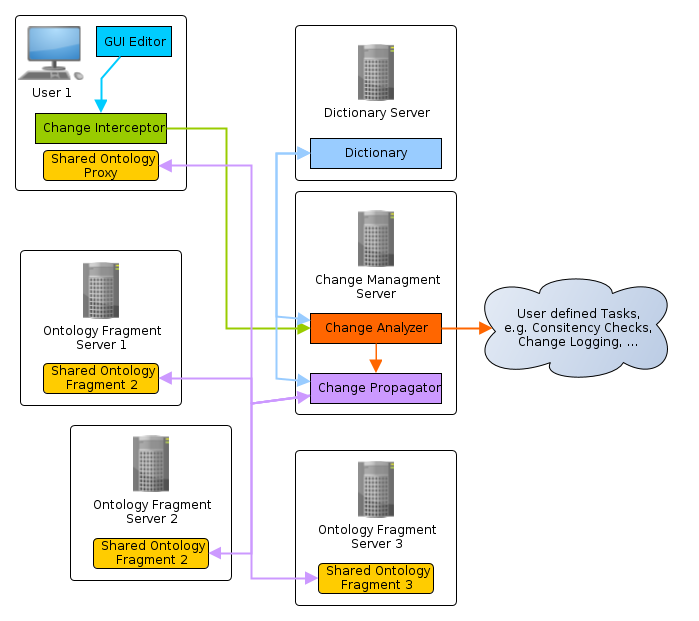 GUI Editor
User 1
Change Interceptor
Shared Ontology
Proxy
Dictionary Server
Dictionary
Change Managment
Server
Change Analyzer
Change Propagator
User defined Tasks,
e.g. Consitency Checks,
Change Logging, ...
Ontology Fragment
Server 1
Shared Ontology
Fragment 2
Ontology Fragment
Server 2
Shared Ontology
Fragment 2
Ontology Fragment
Server 3
Shared Ontology
Fragment 3